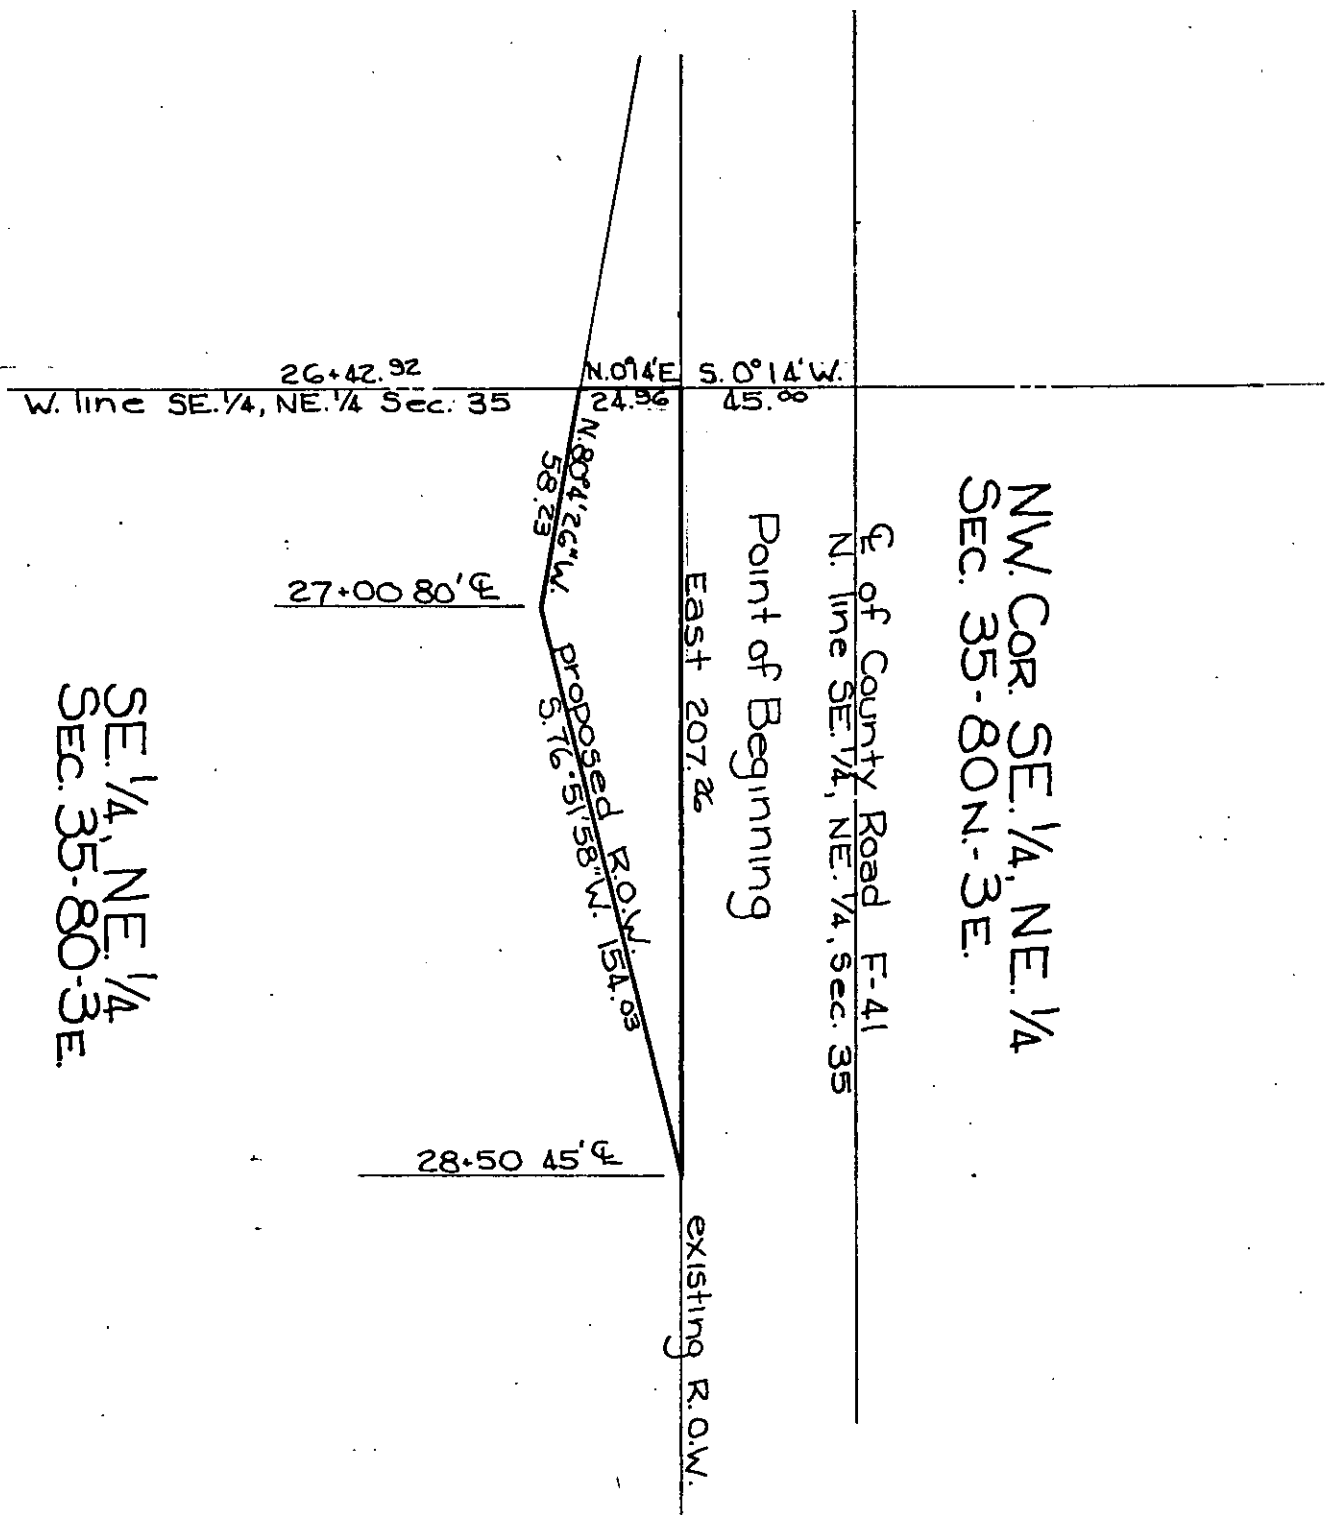 NW. COR. SE. 1/4, NE. 1/4
SEC. 35-80N.-3E.
℄ of County Road F-41
N. line SE. 1/4, NE. 1/4, Sec. 35
Point of Beginning
East 207.26
existing R.O.W.
26+42.92
W. line SE. 1/4, NE. 1/4 Sec. 35
N.0°14'E
24.96
S. 0°14'W.
45.00
58.23
27+00 80' ℄
proposed R.O.W.
S.76°51'58"W. 154.03
28+50 45' ℄
SE. 1/4, NE. 1/4
SEC. 35-80-3E.